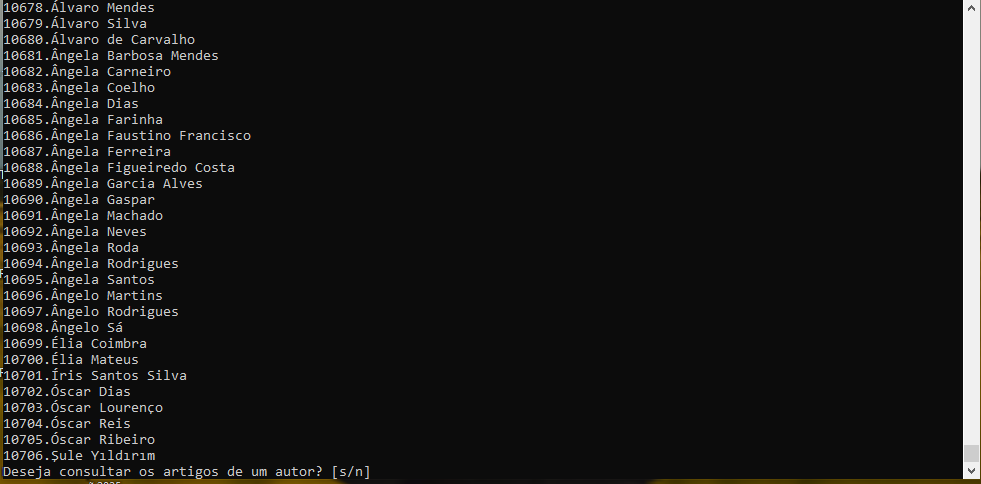 10678.Álvaro Mendes
10679.Álvaro Silva
10680.Álvaro de Carvalho
10681.Ângela Barbosa Mendes
10682.Ângela Carneiro
10683.Ângela Coelho
10684.Ângela Dias
10685.Ângela Farinha
10686.Ângela Faustino Francisco
10687.Ângela Ferreira
10688.Ângela Figueiredo Costa
10689.Ângela Garcia Alves
10690.Ângela Gaspar
10691.Ângela Machado
10692.Ângela Neves
10693.Ângela Roda
10694.Ângela Rodrigues
10695.Ângela Santos
10696.Ângelo Martins
10697.Ângelo Rodrigues
10698.Ângelo Sá
10699.Élia Coimbra
10700.Élia Mateus
10701.Íris Santos Silva
10702.Óscar Dias
10703.Óscar Lourenço
10704.Óscar Reis
10705.Óscar Ribeiro
10706.Şule Yıldırım
Deseja consultar os artigos de um autor? [s/n]